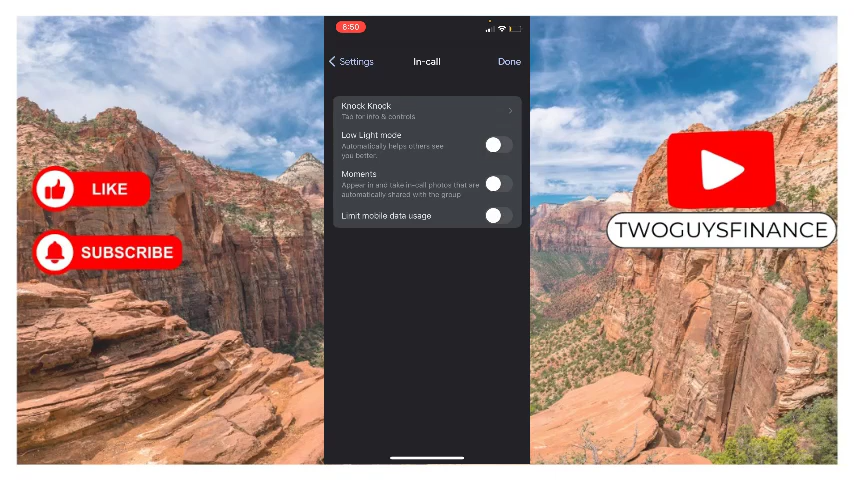 6:50
Settings
In-call
Done
Knock Knock
Tap for info & controls
Low Light mode
Automatically helps others see
you better.
Moments
Appear in and take in-call photos that are
automatically shared with the group
Limit mobile data usage
LIKE
SUBSCRIBE
TWOGUYSFINANCE